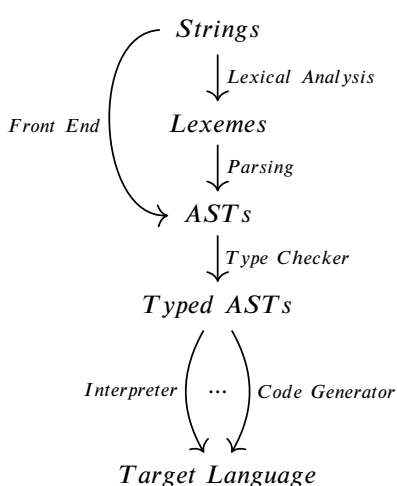 Strings
Lexical Analysis
Front End
Lexemes
Parsing
ASTs
Type Checker
Typed ASTs
Interpreter ... Code Generator
Target Language